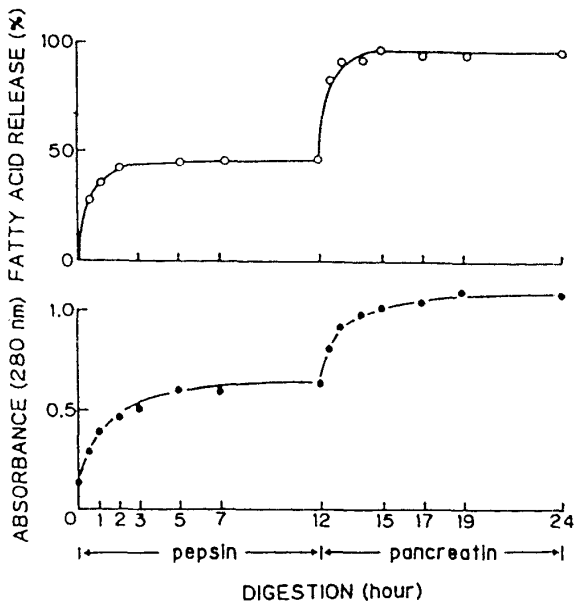 FATTY ACID RELEASE (%)
100
50
0
ABSORBANCE (280 nm)
1.0
0.5
0 1 2 3 5 7 12 15 17 19 24
pepsin pancreatin
DIGESTION (hour)